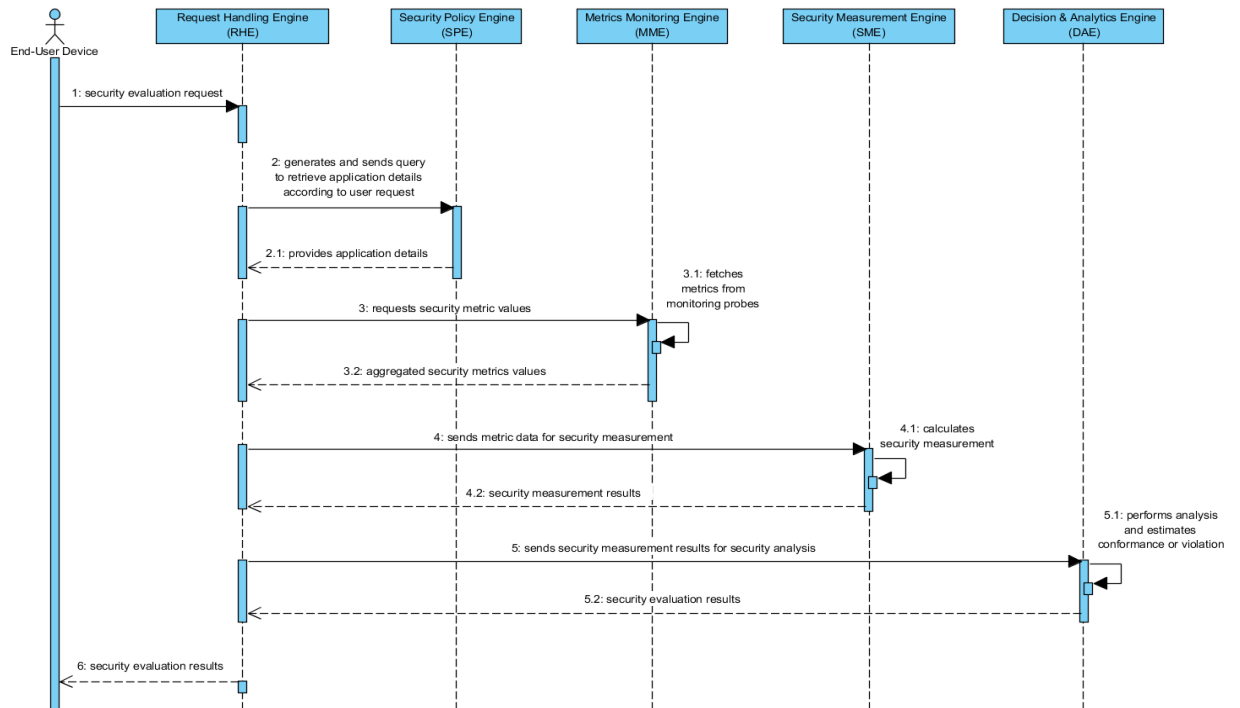 Request Handling Engine
(RHE)
Security Policy Engine
(SPE)
Metrics Monitoring Engine
(MME)
Security Measurement Engine
(SME)
Decision & Analytics Engine
(DAE)
End-User Device
1: security evaluation request
2: generates and sends query
to retrieve application details
according to user request
2.1: provides application details
3.1: fetches
metrics from
monitoring probes
3: requests security metric values
3.2: aggregated security metrics values
4.1: calculates
security measurement
4: sends metric data for security measurement
4.2: security measurement results
5.1: performs analysis
and estimates
conformance or violation
5: sends security measurement results for security analysis
5.2: security evaluation results
6: security evaluation results